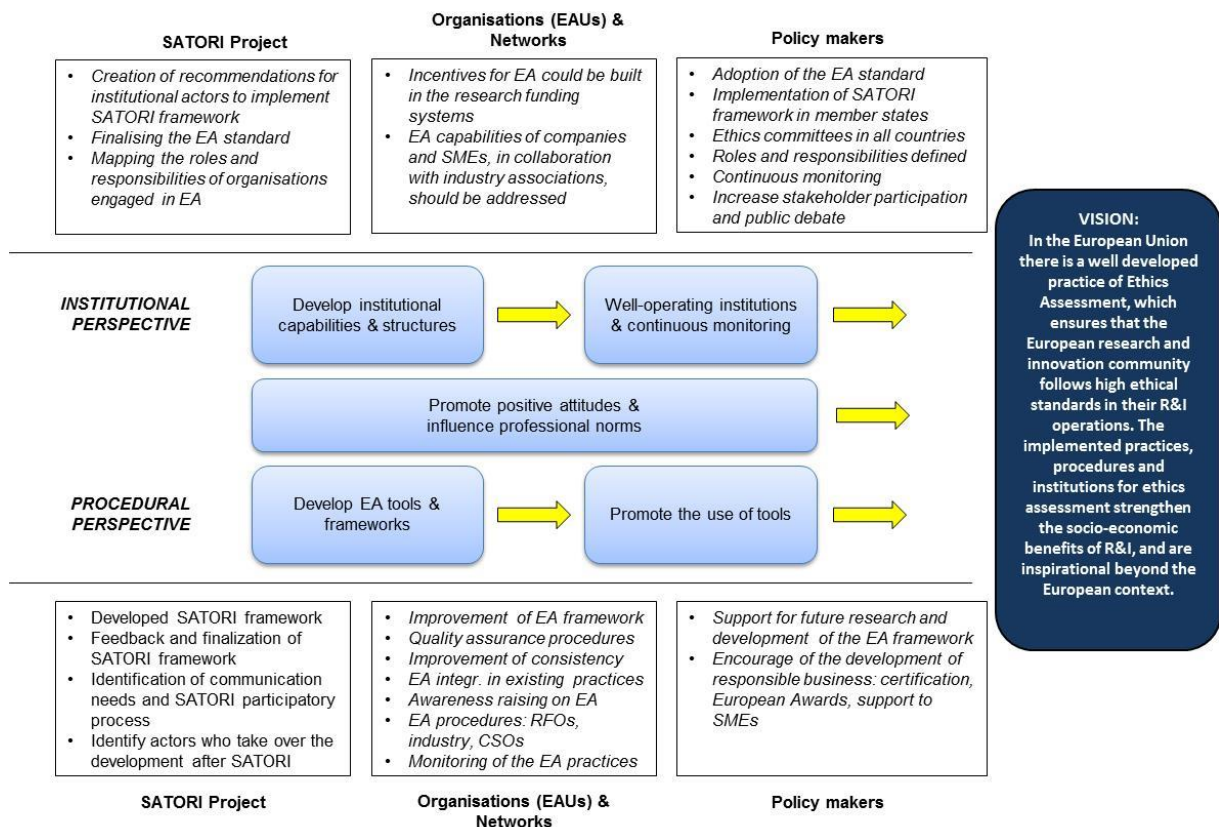 SATORI Project
Organisations (EAUs) &
Networks
Policy makers
• Creation of recommendations for
institutional actors to implement
SATORI framework
• Finalising the EA standard
• Mapping the roles and
responsibilities of organisations
engaged in EA
• Incentives for EA could be built
in the research funding
systems
• EA capabilities of companies
and SMEs, in collaboration
with industry associations,
should be addressed
• Adoption of the EA standard
• Implementation of SATORI
framework in member states
• Ethics committees in all countries
• Roles and responsibilities defined
• Continuous monitoring
• Increase stakeholder participation
and public debate
INSTITUTIONAL
PERSPECTIVE
Develop institutional
capabilities & structures
Well-operating institutions
& continuous monitoring
Promote positive attitudes &
influence professional norms
PROCEDURAL
PERSPECTIVE
Develop EA tools &
frameworks
Promote the use of tools
VISION:
In the European Union
there is a well developed
practice of Ethics
Assessment, which
ensures that the
European research and
innovation community
follows high ethical
standards in their R&I
operations. The
implemented practices,
procedures and
institutions for ethics
assessment strengthen
the socio-economic
benefits of R&I, and are
inspirational beyond the
European context.
• Developed SATORI framework
• Feedback and finalization of
SATORI framework
• Identification of communication
needs and SATORI participatory
process
• Identify actors who take over the
development after SATORI
• Improvement of EA framework
• Quality assurance procedures
• Improvement of consistency
• EA integr. in existing practices
• Awareness raising on EA
• EA procedures: RFOs,
industry, CSOs
• Monitoring of the EA practices
• Support for future research and
development of the EA framework
• Encourage of the development of
responsible business: certification,
European Awards, support to
SMEs
SATORI Project
Organisations (EAUs) &
Networks
Policy makers